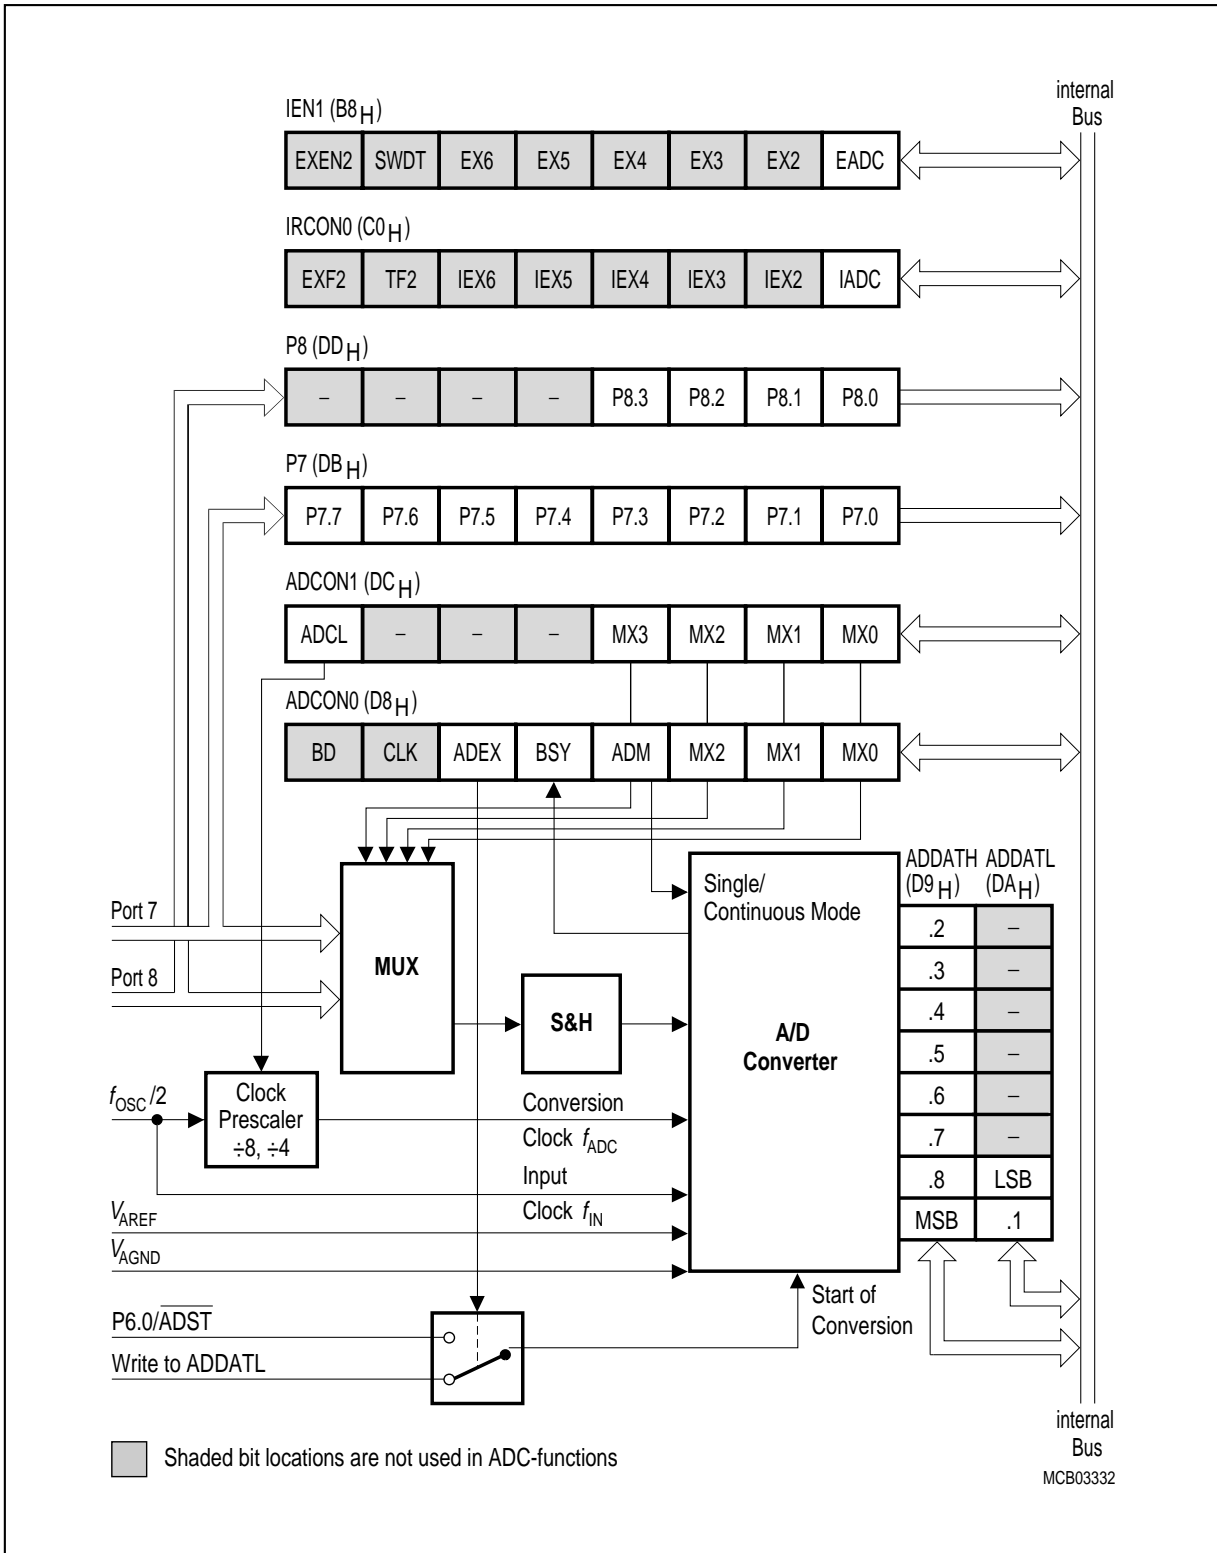 internal
Bus
IEN1 (B8H)
EXEN2 SWDT EX6 EX5 EX4 EX3 EX2 EADC
IRCON0 (C0H)
EXF2 TF2 IEX6 IEX5 IEX4 IEX3 IEX2 IADC
P8 (DDH)
– – – – P8.3 P8.2 P8.1 P8.0
P7 (DBH)
P7.7 P7.6 P7.5 P7.4 P7.3 P7.2 P7.1 P7.0
ADCON1 (DCH)
ADCL – – – MX3 MX2 MX1 MX0
ADCON0 (D8H)
BD CLK ADEX BSY ADM MX2 MX1 MX0
ADDATH ADDATL
(D9H) (DAH)
Single/
Continuous Mode
Port 7
Port 8
MUX
S&H
A/D
Converter
.2 –
.3 –
.4 –
.5 –
.6 –
.7 –
.8 LSB
MSB .1
fOSC/2
Clock
Prescaler
÷8, ÷4
Conversion
Clock fADC
Input
Clock fIN
VAREF
VAGND
Start of
Conversion
P6.0/ADST
Write to ADDATL
internal
Bus
Shaded bit locations are not used in ADC-functions
MCB03332